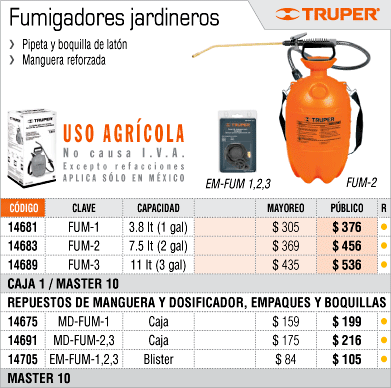 Fumigadores jardineros
TRUPER®
Pipeta y boquilla de latón
Manguera reforzada
TRUPER
TRUPER
USO AGRÍCOLA
No causa I.V.A.
Excepto refacciones
APLICA SÓLO EN MÉXICO
EM-FUM 1,2,3
FUM-2
CÓDIGO CLAVE CAPACIDAD MAYOREO PÚBLICO R
14681 FUM-1 3.8 lt (1 gal) $ 305 $ 376
14683 FUM-2 7.5 lt (2 gal) $ 369 $ 456
14689 FUM-3 11 lt (3 gal) $ 435 $ 536
CAJA 1 / MASTER 10
REPUESTOS DE MANGUERA Y DOSIFICADOR, EMPAQUES Y BOQUILLAS
14675 MD-FUM-1 Caja $ 159 $ 199
14691 MD-FUM-2,3 Caja $ 175 $ 216
14705 EM-FUM-1,2,3 Blister $ 84 $ 105
MASTER 10